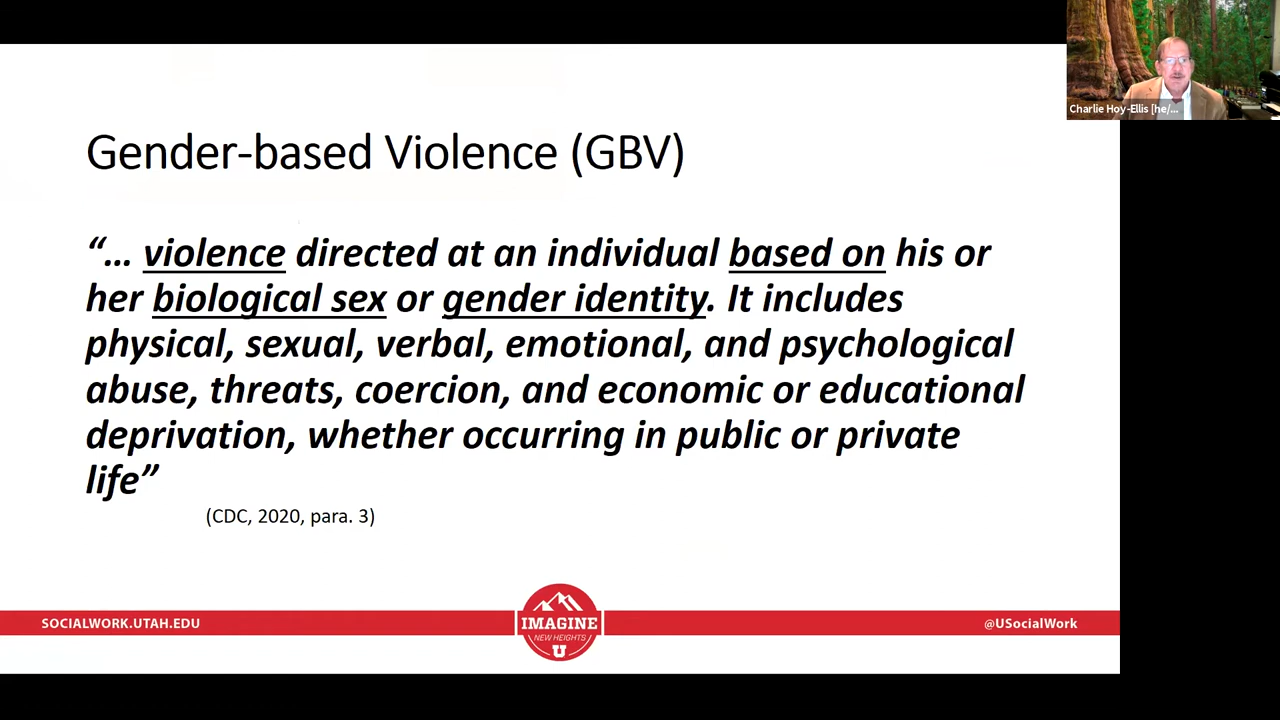 Charlie Hoy-Ellis [he/...
Gender-based Violence (GBV)
“... violence directed at an individual based on his or
her biological sex or gender identity. It includes
physical, sexual, verbal, emotional, and psychological
abuse, threats, coercion, and economic or educational
deprivation, whether occurring in public or private
life”
(CDC, 2020, para. 3)
SOCIALWORK.UTAH.EDU
IMAGINE
NEW HEIGHTS
U
@USocialWork